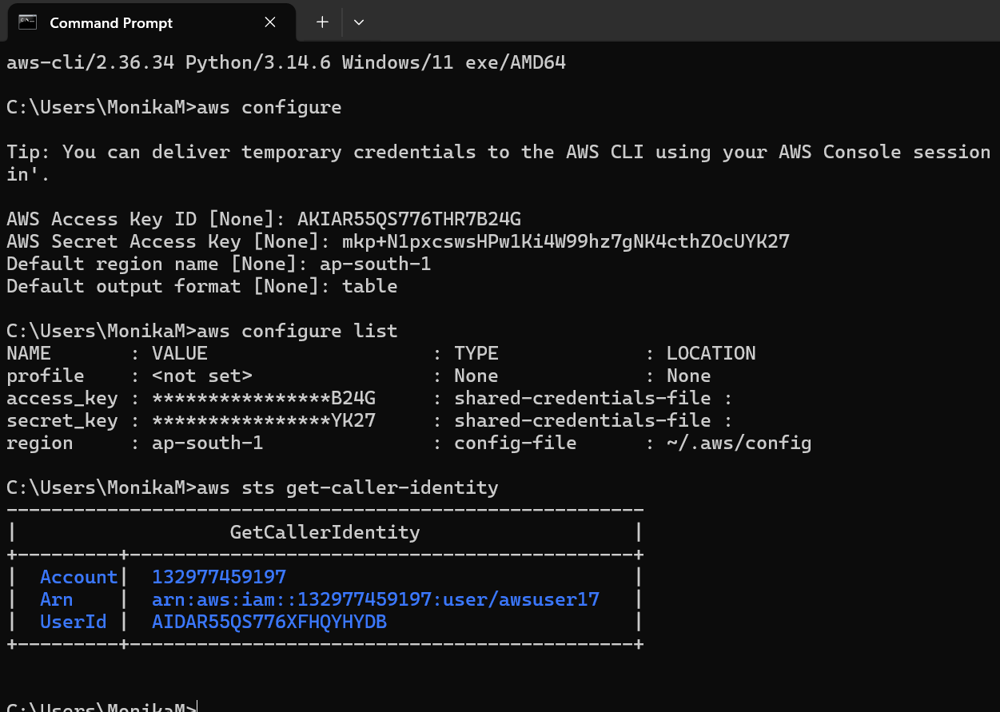 Command Prompt
aws-cli/2.36.34 Python/3.14.6 Windows/11 exe/AMD64
C:\Users\MonikaM>aws configure
Tip: You can deliver temporary credentials to the AWS CLI using your AWS Console session
in'.
AWS Access Key ID [None]: AKIAR55QS776THR7B24G
AWS Secret Access Key [None]: mkp+N1pxcswsHPw1Ki4W99hz7gNK4cthZOcUYK27
Default region name [None]: ap-south-1
Default output format [None]: table
C:\Users\MonikaM>aws configure list
NAME       : VALUE                    : TYPE             : LOCATION
profile    : <not set>                : None             : None
access_key : ****************B24G     : shared-credentials-file :
secret_key : ****************YK27     : shared-credentials-file :
region     : ap-south-1               : config-file      : ~/.aws/config
C:\Users\MonikaM>aws sts get-caller-identity
---------------------------------------------------------
|                   GetCallerIdentity                   |
+---------+---------------------------------------------+
|  Account|  132977459197                               |
|  Arn    |  arn:aws:iam::132977459197:user/awsuser17   |
|  UserId |  AIDAR55QS776XFHQYHYDB                      |
+---------+---------------------------------------------+
C:\Users\MonikaM>